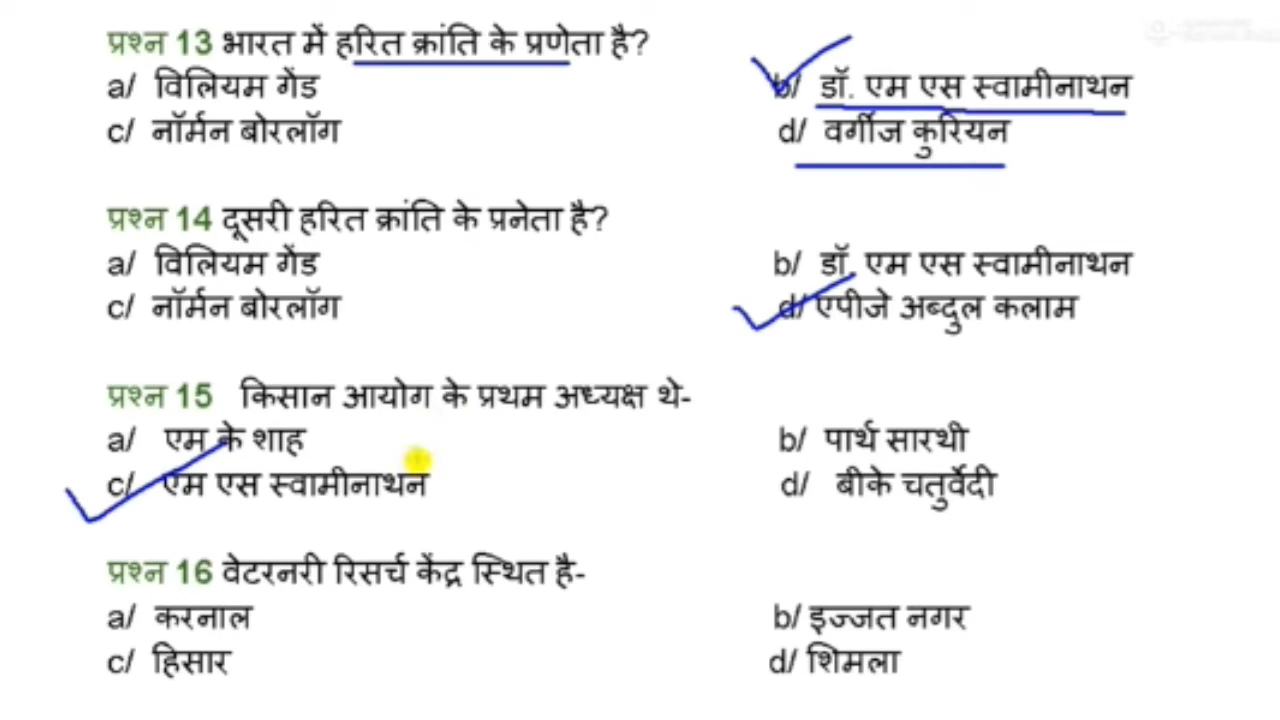 प्रश्न 13 भारत में हरित क्रांति के प्रणेता है?
a/ विलियम गेंड b/ डॉ. एम एस स्वामीनाथन
c/ नॉर्मन बोरलॉग d/ वर्गीज कुरियन
प्रश्न 14 दूसरी हरित क्रांति के प्रनेता है?
a/ विलियम गेंड b/ डॉ. एम एस स्वामीनाथन
c/ नॉर्मन बोरलॉग d/ एपीजे अब्दुल कलाम
प्रश्न 15 किसान आयोग के प्रथम अध्यक्ष थे-
a/ एम के शाह b/ पार्थ सारथी
c/ एम एस स्वामीनाथन d/ बीके चतुर्वेदी
प्रश्न 16 वेटरनरी रिसर्च केंद्र स्थित है-
a/ करनाल b/ इज्जत नगर
c/ हिसार d/ शिमला